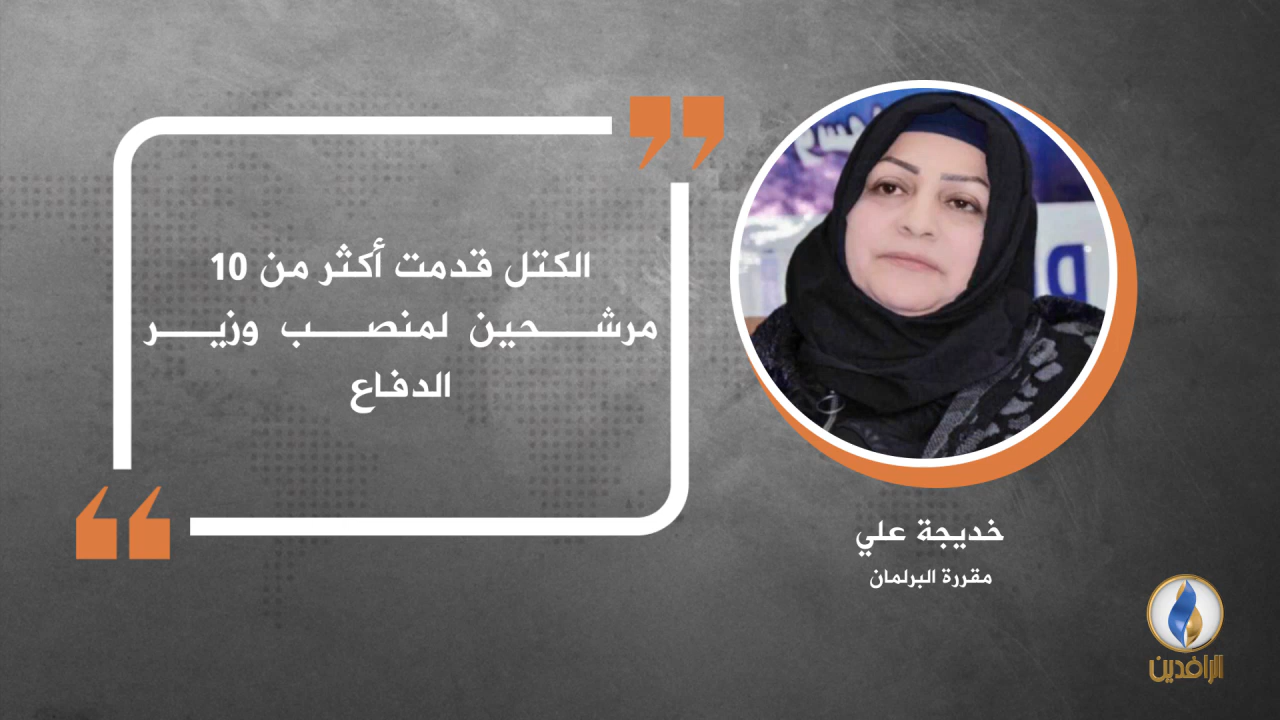 الكتل قدمت أكثر من 10
مرشحين لمنصب وزير
الدفاع
خديجة علي
مقررة البرلمان
الرافدين